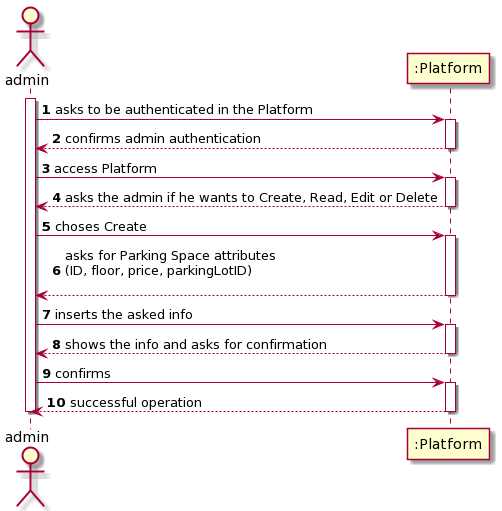 admin
:Platform
1 asks to be authenticated in the Platform
2 confirms admin authentication
3 access Platform
4 asks the admin if he wants to Create, Read, Edit or Delete
5 choses Create
asks for Parking Space attributes
6 (ID, floor, price, parkingLotID)
7 inserts the asked info
8 shows the info and asks for confirmation
9 confirms
10 successful operation
admin
:Platform